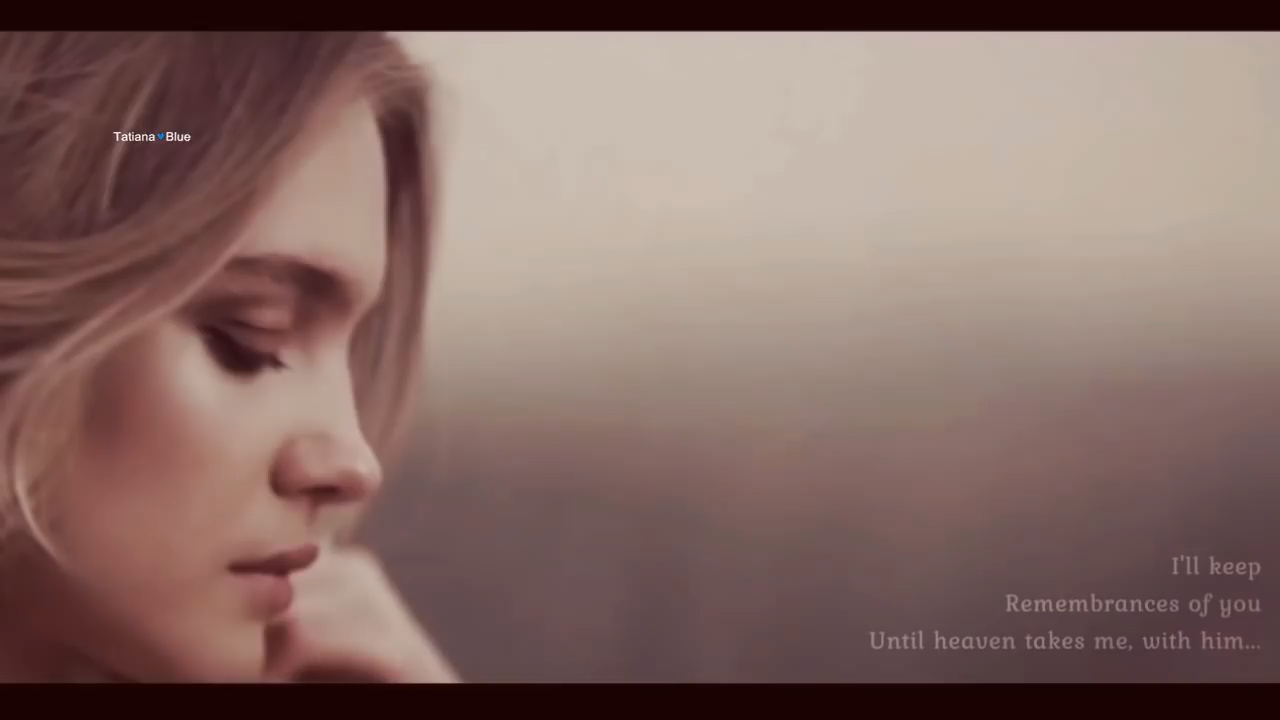 Tatiana💙Blue
I'll keep
Remembrances of you
Until heaven takes me, with him...